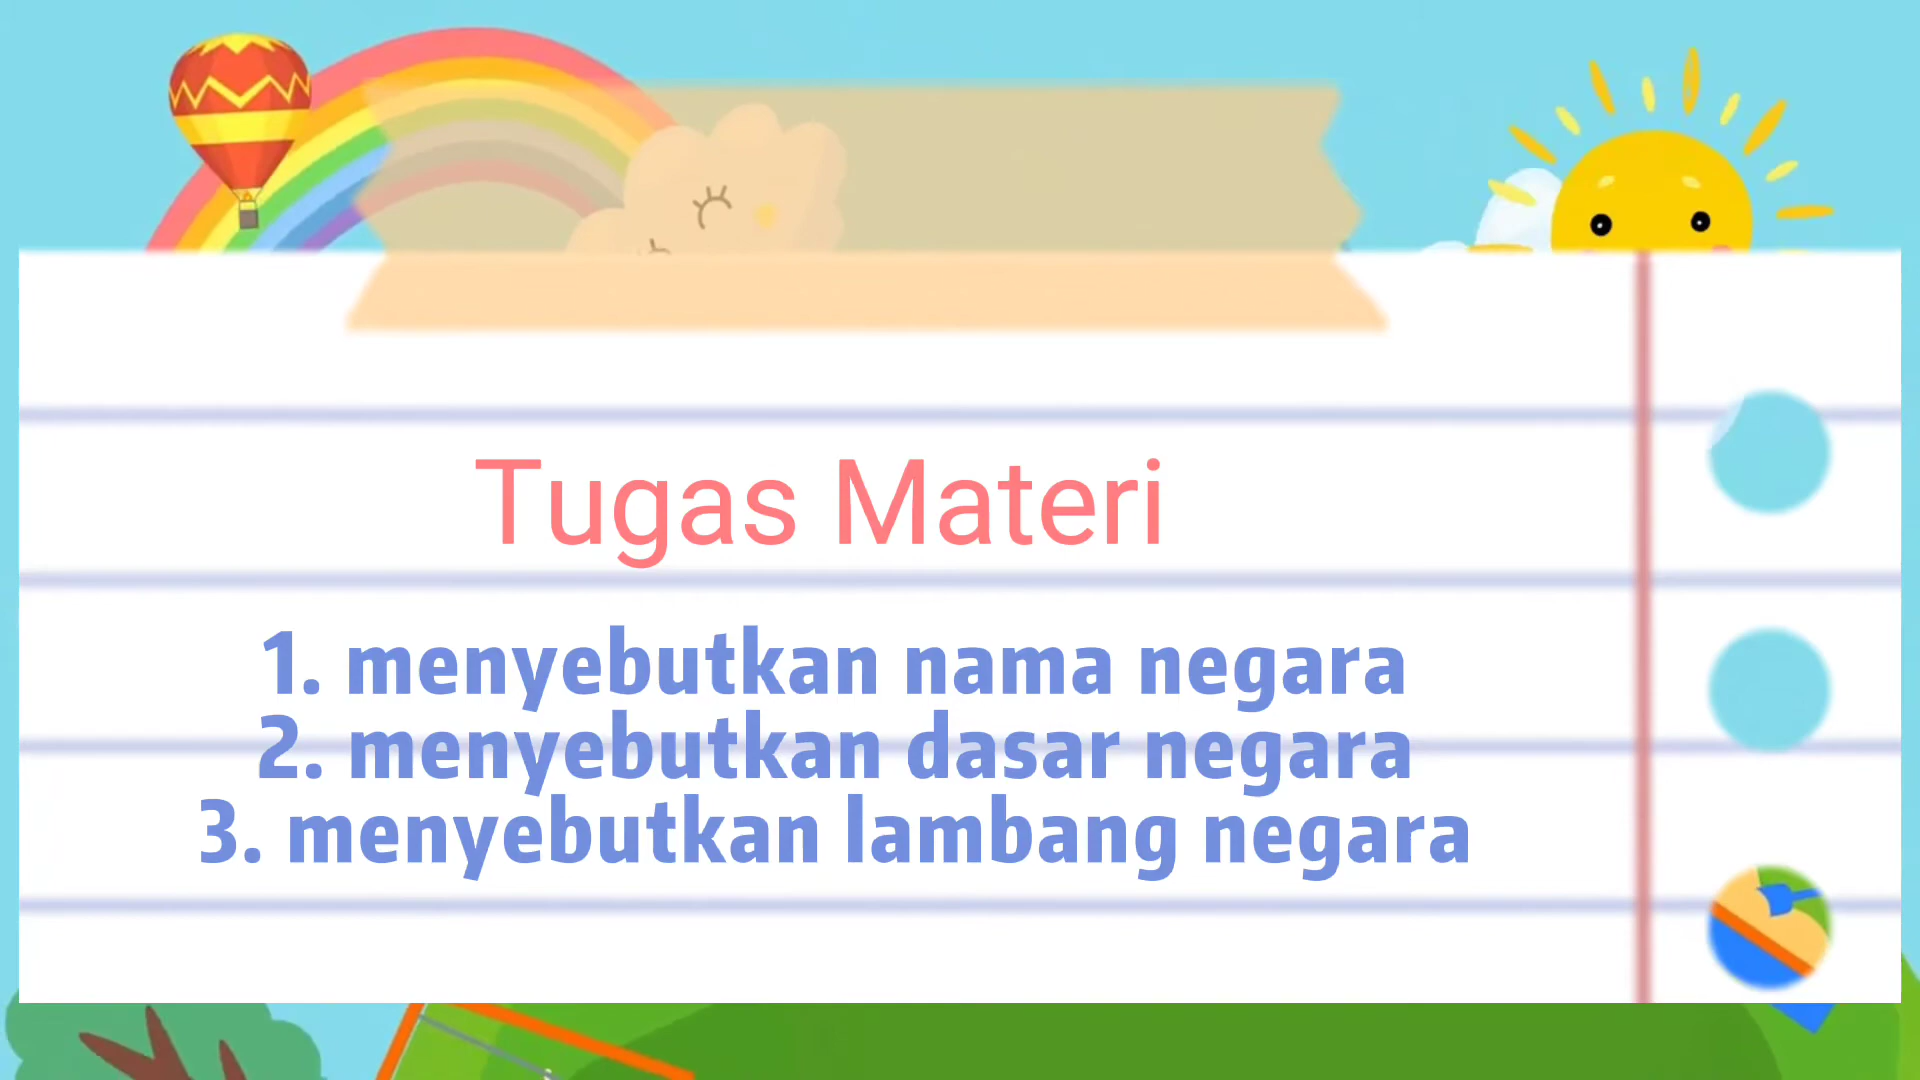 Tugas Materi
1. menyebutkan nama negara
2. menyebutkan dasar negara
3. menyebutkan lambang negara